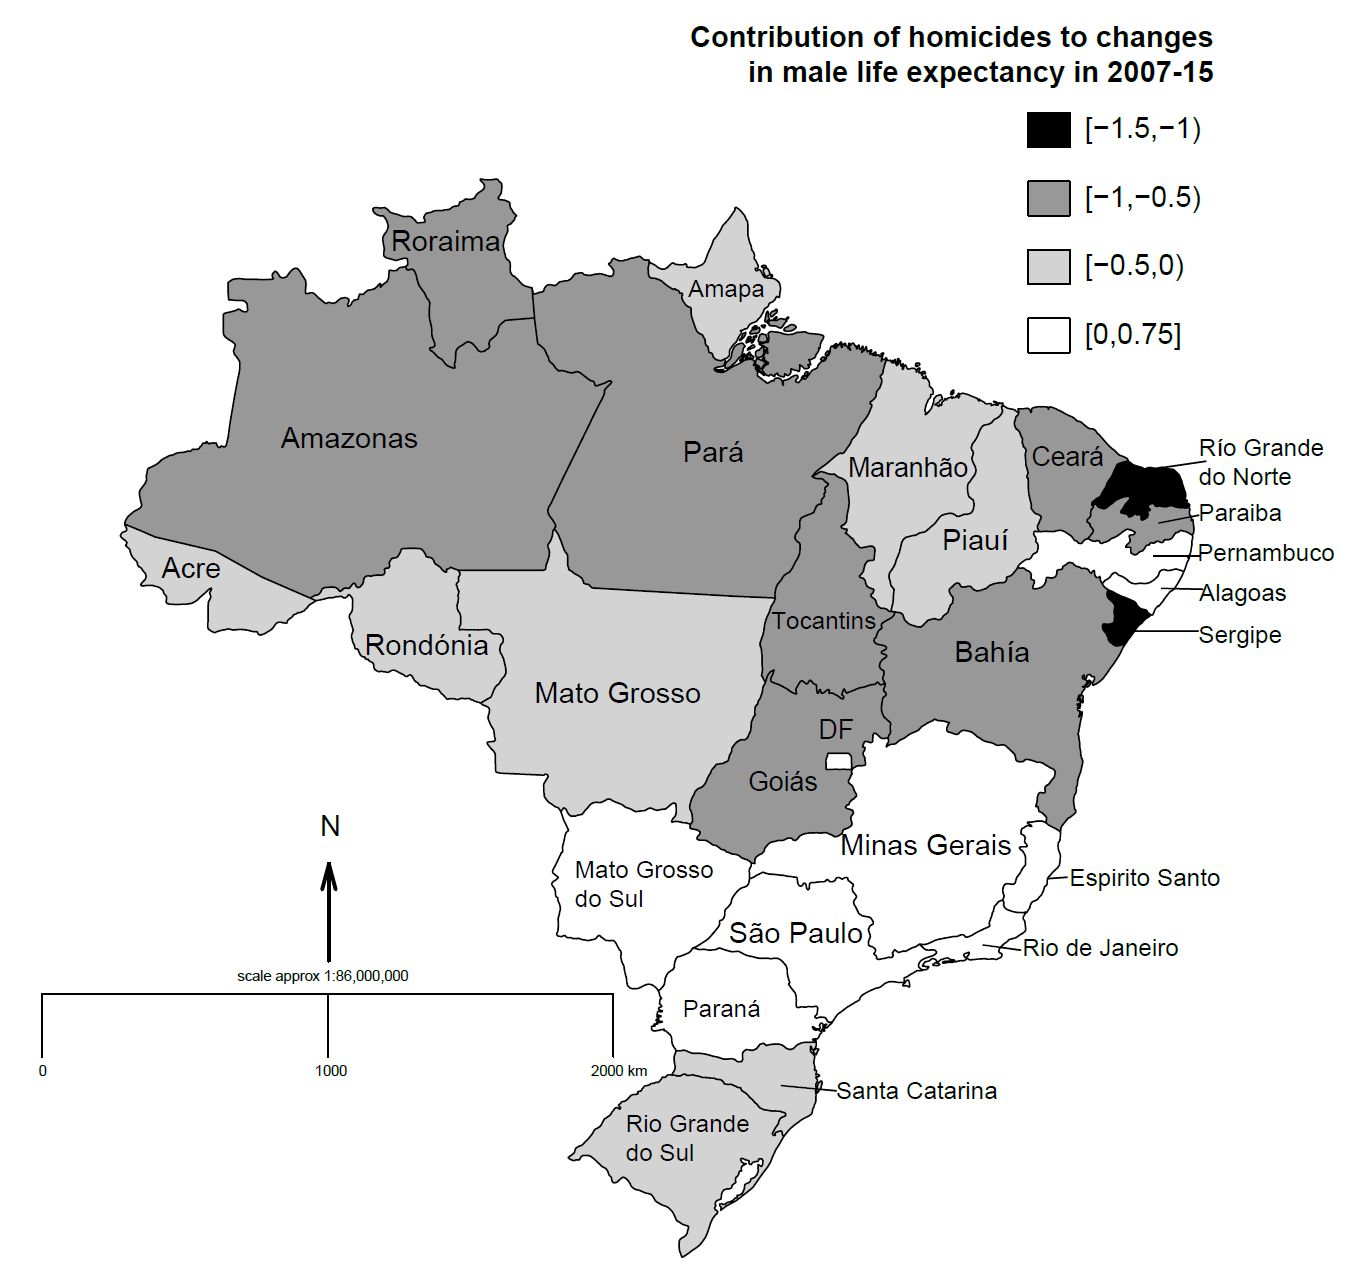 Contribution of homicides to changes
in male life expectancy in 2007-15
[−1.5,−1)
[−1,−0.5)
[−0.5,0)
[0,0.75]
Roraima
Amapa
Amazonas
Pará
Maranhão
Ceará
Río Grande
do Norte
Paraiba
Piauí
Pernambuco
Acre
Alagoas
Tocantins
Sergipe
Rondónia
Bahía
Mato Grosso
DF
Goiás
N
Minas Gerais
Mato Grosso
do Sul
Espirito Santo
São Paulo
Rio de Janeiro
scale approx 1:86,000,000
Paraná
0
1000
2000 km
Santa Catarina
Rio Grande
do Sul